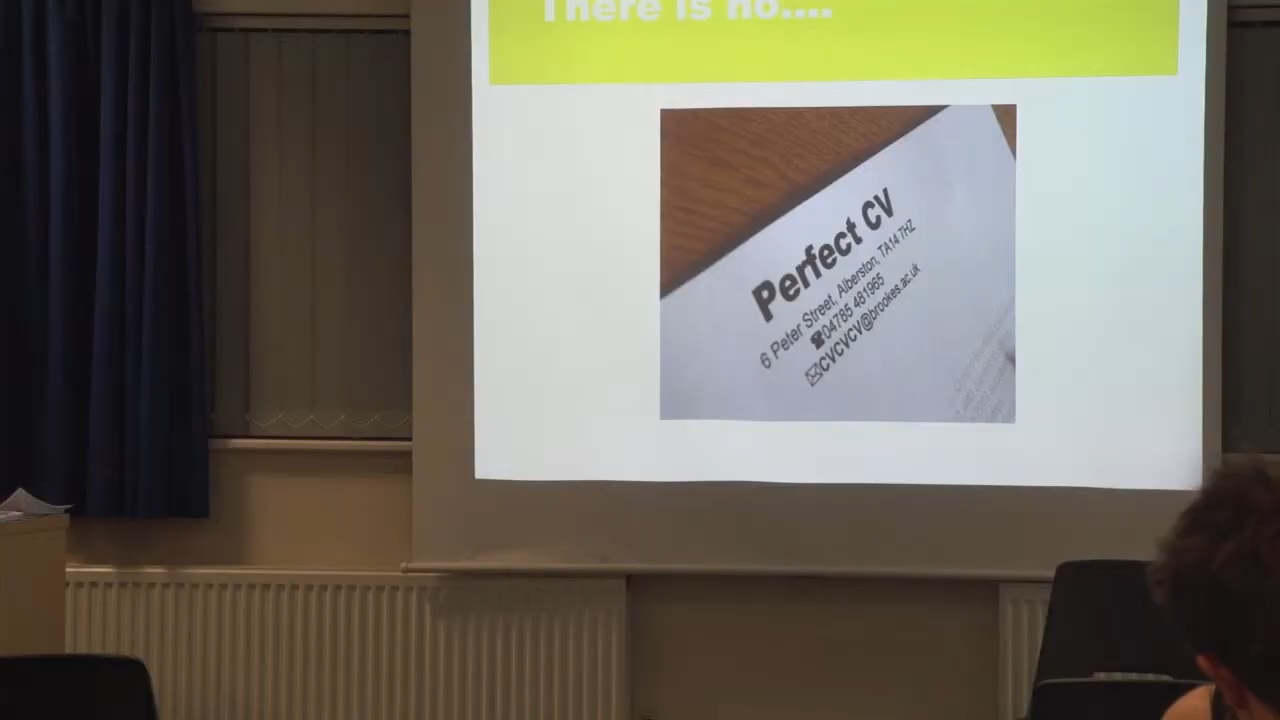 There is no....
Perfect CV
6 Peter Street, Alberston, TA14 7HZ
☎04785 481965
✉CVCVCV@brookes.ac.uk